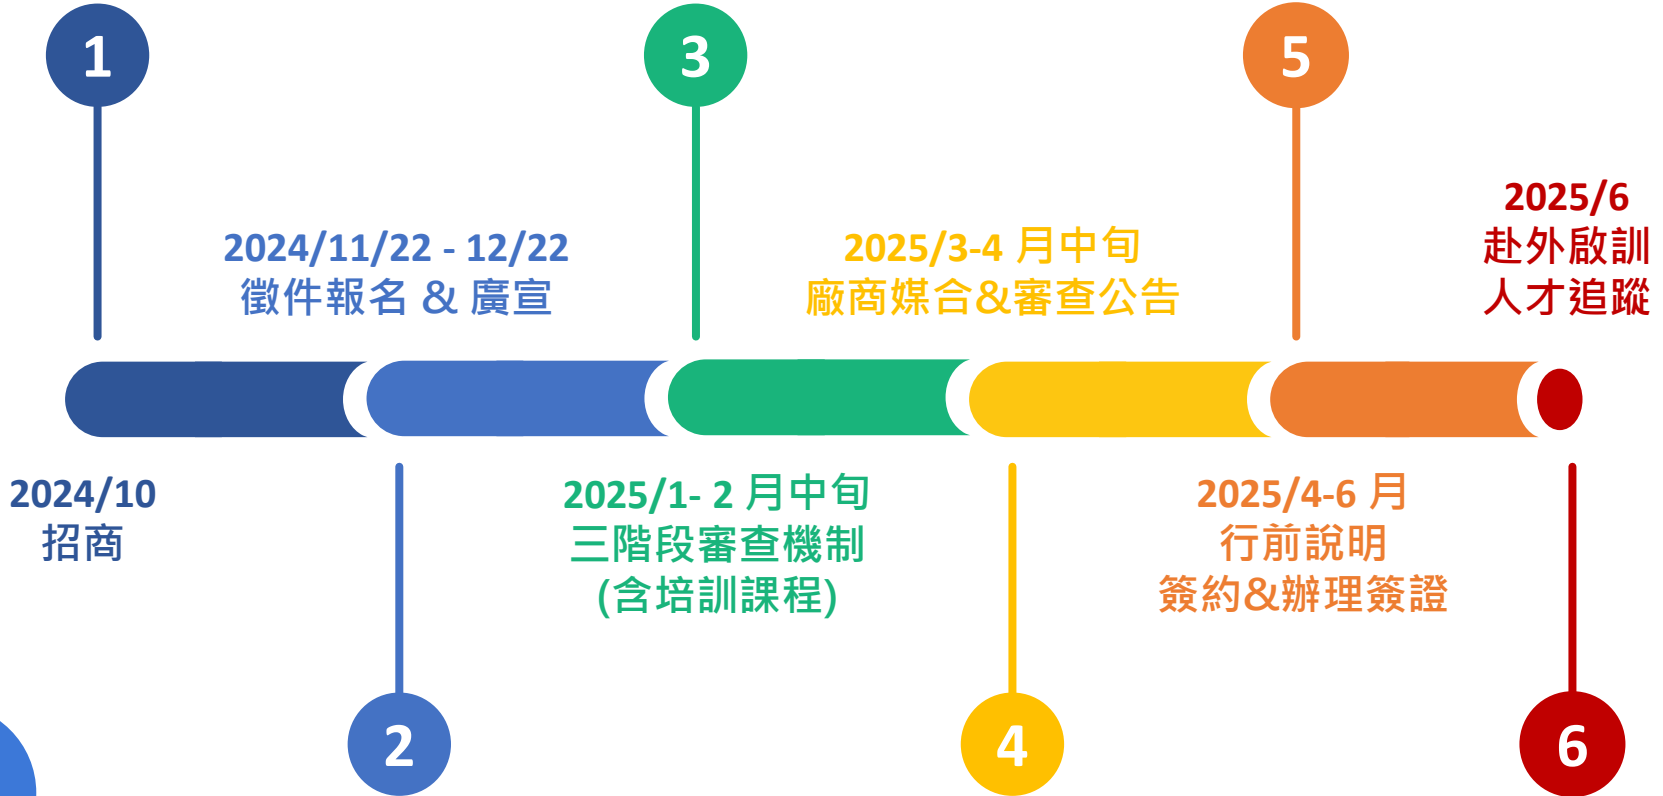 1
2024/10
招商
2
2024/11/22 - 12/22
徵件報名 & 廣宣
3
2025/1- 2 月中旬
三階段審查機制
(含培訓課程)
4
2025/3-4 月中旬
廠商媒合&審查公告
5
2025/4-6 月
行前說明
簽約&辦理簽證
6
2025/6
赴外啟訓
人才追蹤